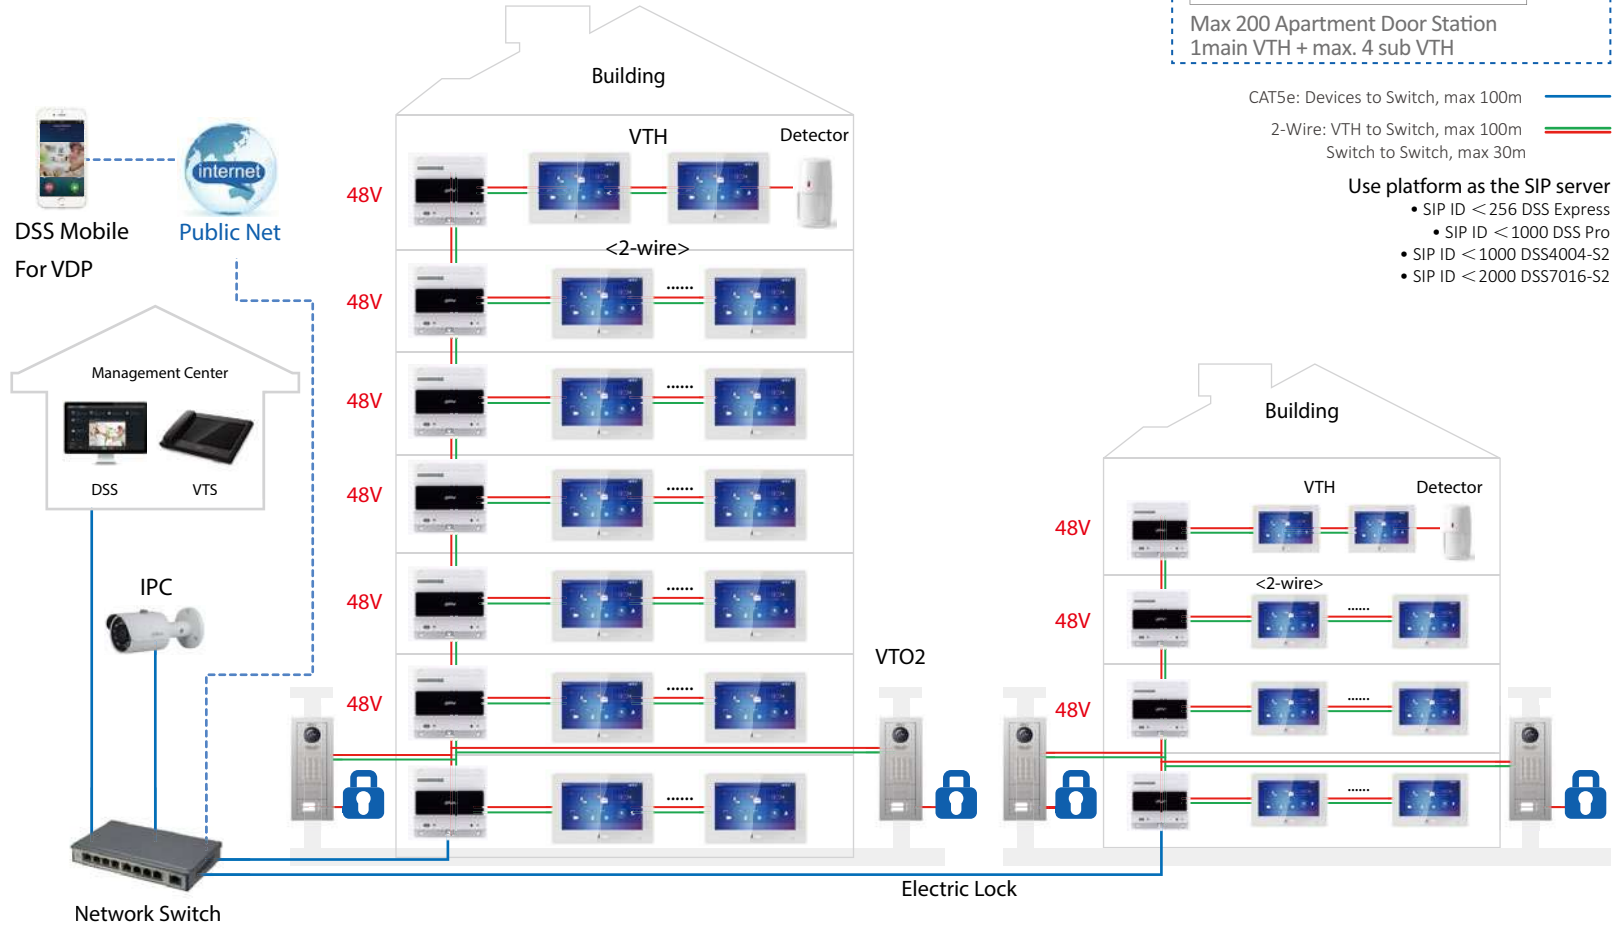 Max 200 Apartment Door Station
1main VTH + max. 4 sub VTH
CAT5e: Devices to Switch, max 100m
2-Wire: VTH to Switch, max 100m
Switch to Switch, max 30m
Use platform as the SIP server
• SIP ID <256 DSS Express
• SIP ID <1000 DSS Pro
• SIP ID <1000 DSS4004-S2
• SIP ID <2000 DSS7016-S2
internet
DSS Mobile
For VDP
Public Net
Management Center
DSS
VTS
IPC
Network Switch
Building
VTH
Detector
48V
<2-wire>
48V
......
48V
......
48V
......
48V
......
48V
......
......
VTO2
Building
VTH
Detector
48V
<2-wire>
48V
......
48V
......
......
Electric Lock